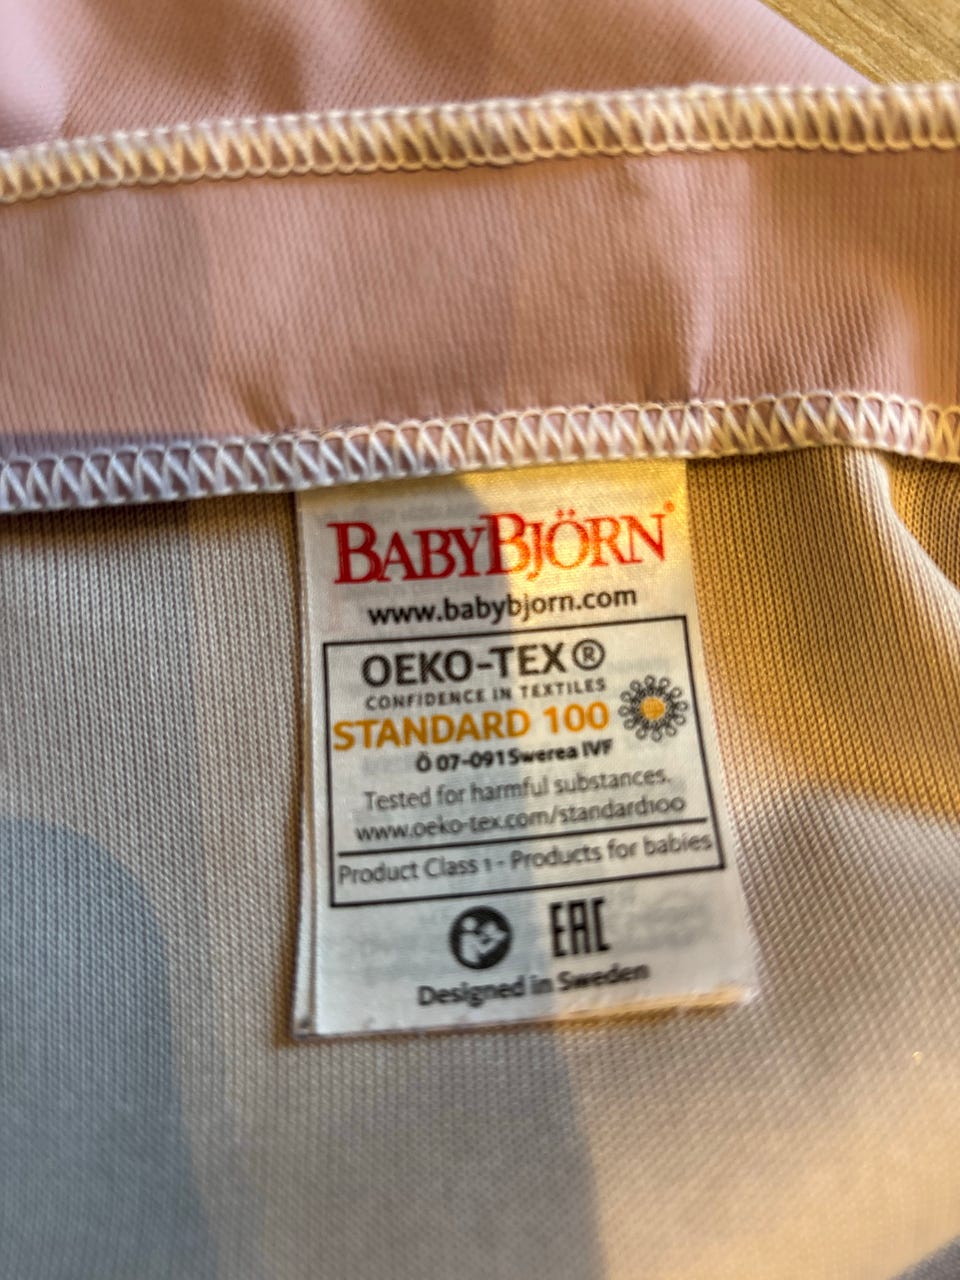 BABYBJÖRN®
www.babybjorn.com
OEKO-TEX®
CONFIDENCE IN TEXTILES
STANDARD 100
Ö 07-091 Swerea IVF
Tested for harmful substances.
www.oeko-tex.com/standard100
Product Class 1 - Products for babies
EAC
Designed in Sweden